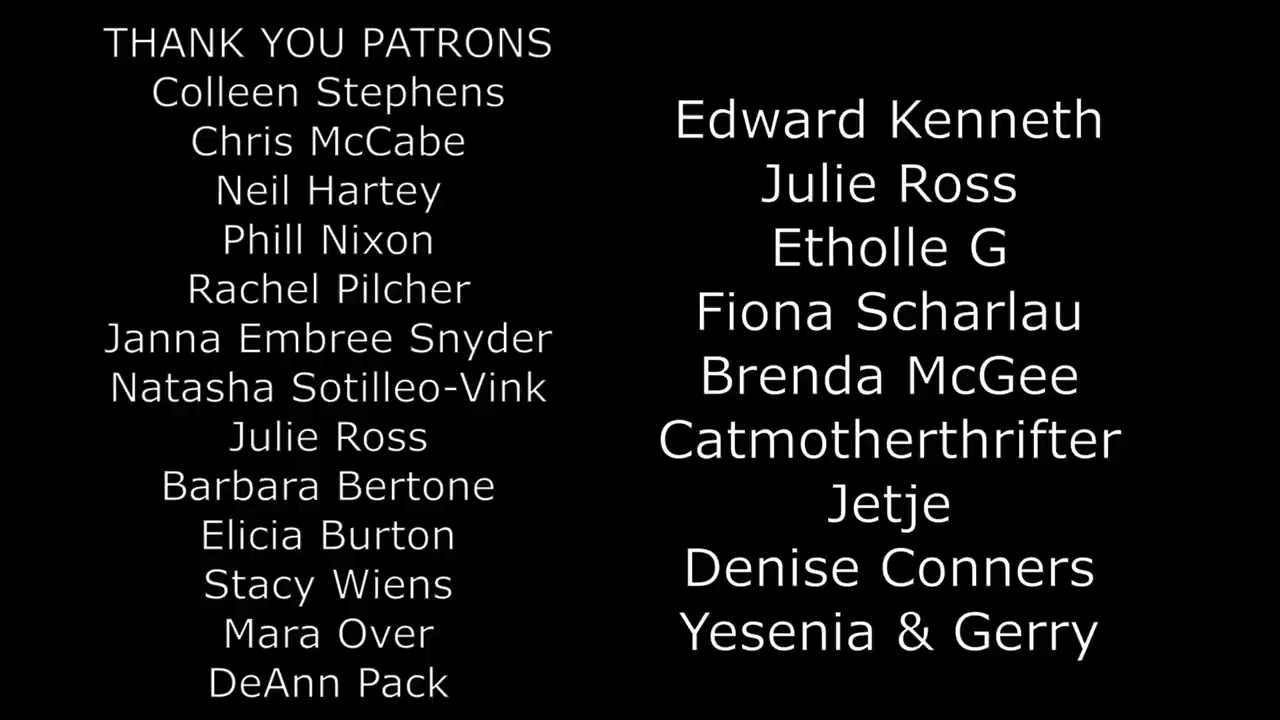 THANK YOU PATRONS
Colleen Stephens
Chris McCabe
Neil Hartey
Phill Nixon
Rachel Pilcher
Janna Embree Snyder
Natasha Sotilleo-Vink
Julie Ross
Barbara Bertone
Elicia Burton
Stacy Wiens
Mara Over
DeAnn Pack
Edward Kenneth
Julie Ross
Etholle G
Fiona Scharlau
Brenda McGee
Catmotherthrifter
Jetje
Denise Conners
Yesenia & Gerry